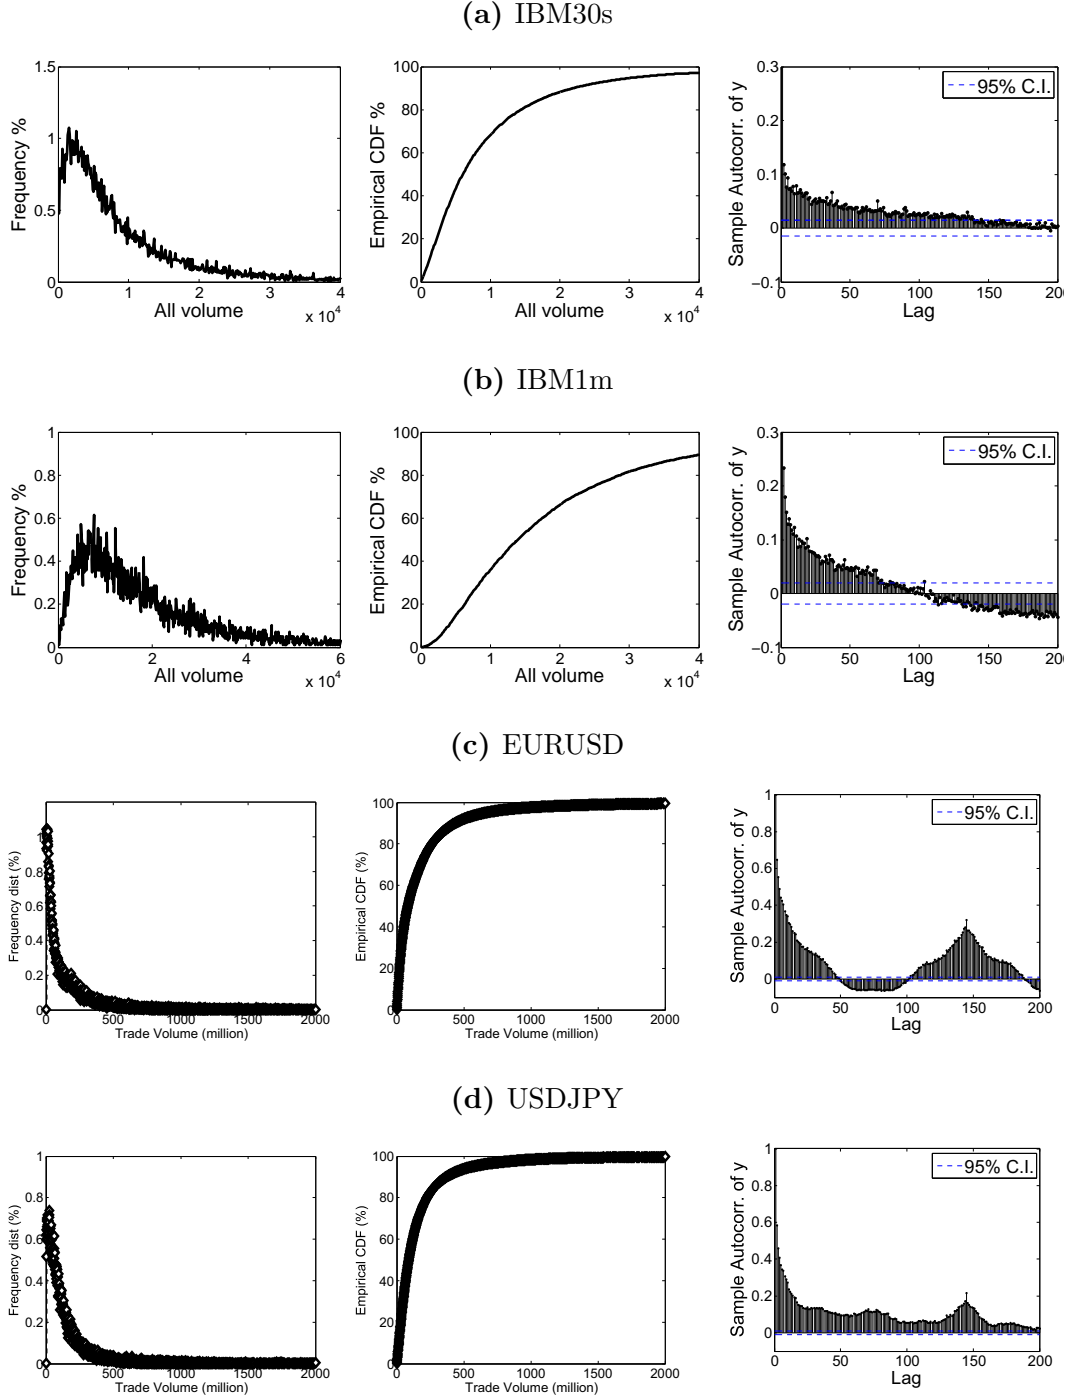 (a) IBM30s
1.5
1
0.5
0
Frequency %
0 1 2 3 4
All volume
x 10^4
100
80
60
40
20
0
Empirical CDF %
0 1 2 3 4
All volume
x 10^4
0.3
0.2
0.1
0
−0.1
Sample Autocorr. of y
95% C.I.
0 50 100 150 200
Lag
(b) IBM1m
1
0.8
0.6
0.4
0.2
0
Frequency %
0 2 4 6
All volume
x 10^4
100
80
60
40
20
0
Empirical CDF %
0 1 2 3 4
All volume
x 10^4
0.3
0.2
0.1
0
−0.1
Sample Autocorr. of y
95% C.I.
0 50 100 150 200
Lag
(c) EURUSD
0.8
0.6
0.4
0.2
0
Frequency dist (%)
0 500 1000 1500 2000
Trade Volume (million)
100
80
60
40
20
0
Empirical CDF (%)
0 500 1000 1500 2000
Trade Volume (million)
1
0.8
0.6
0.4
0.2
0
Sample Autocorr. of y
95% C.I.
0 50 100 150 200
Lag
(d) USDJPY
1
0.8
0.6
0.4
0.2
0
Frequency dist (%)
0 500 1000 1500 2000
Trade Volume (million)
100
80
60
40
20
0
Empirical CDF (%)
0 500 1000 1500 2000
Trade Volume (million)
1
0.8
0.6
0.4
0.2
0
Sample Autocorr. of y
95% C.I.
0 50 100 150 200
Lag